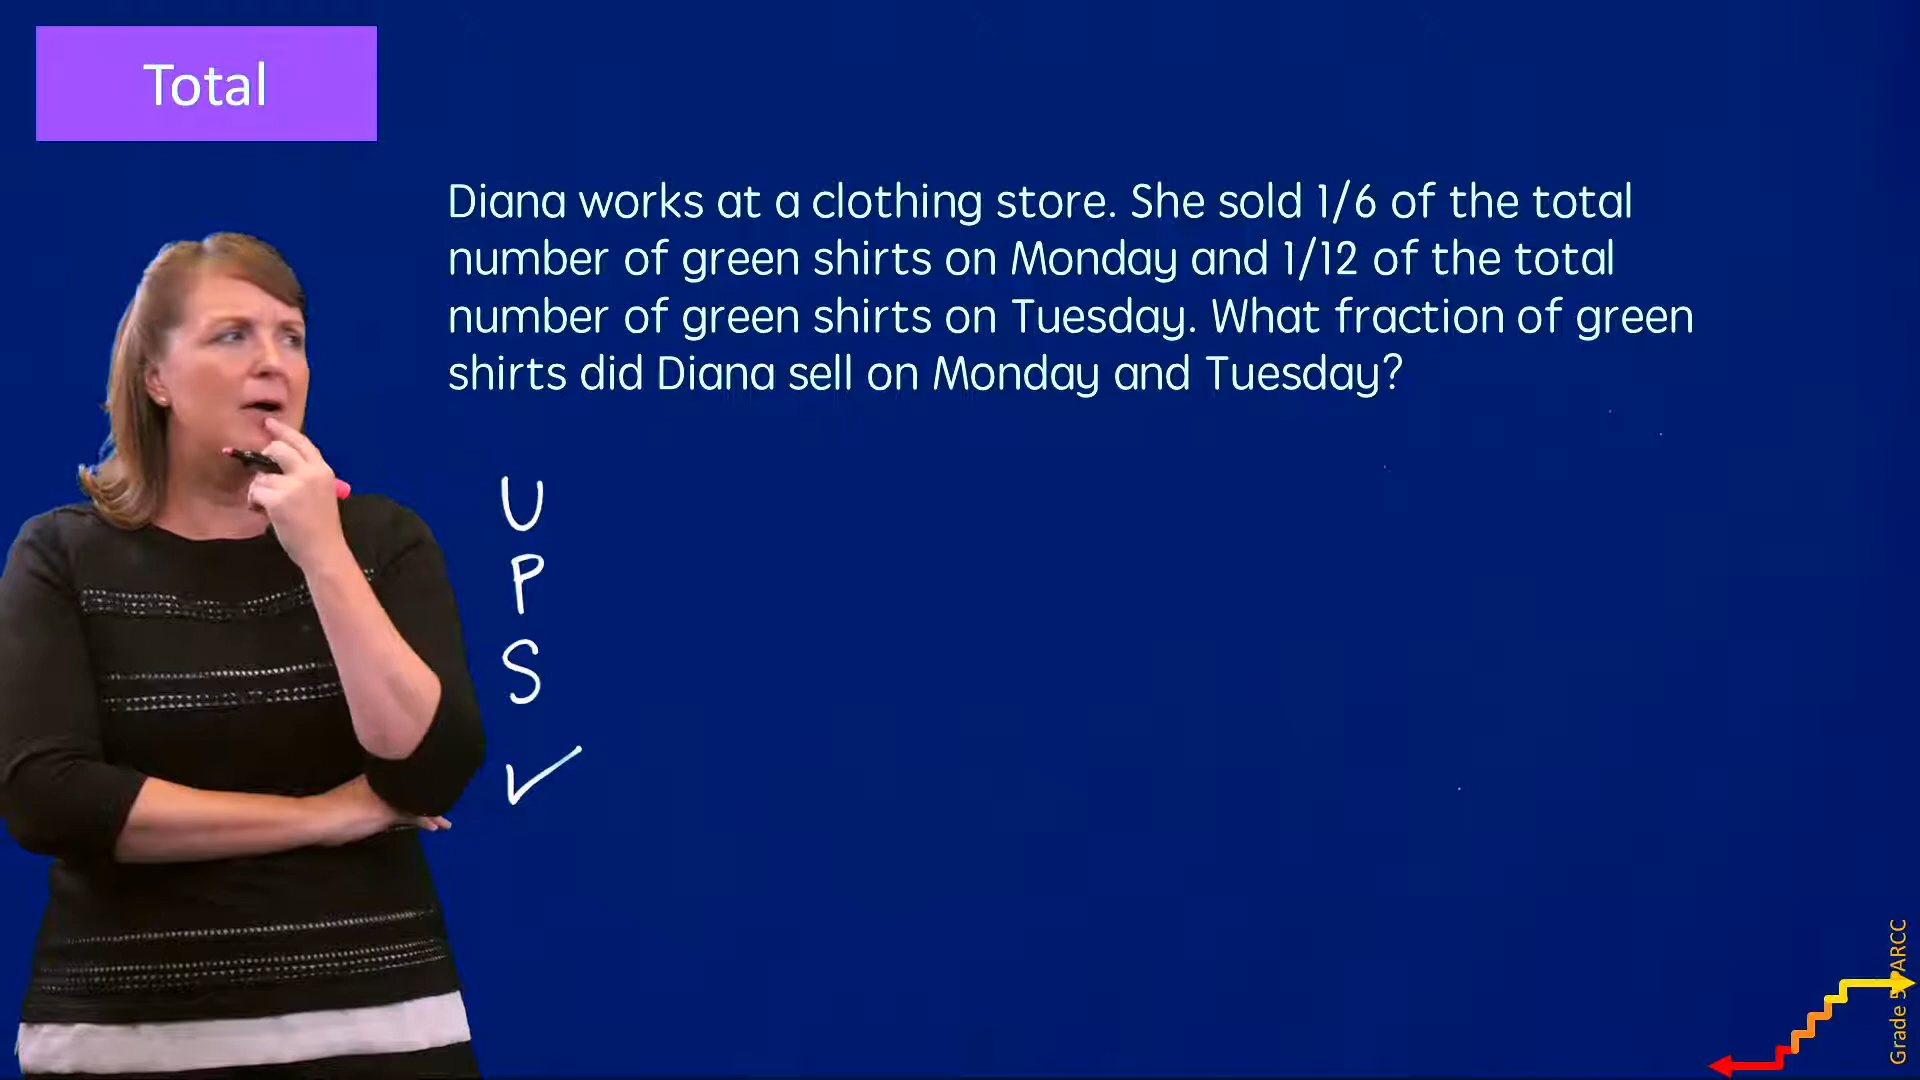 Total
Diana works at a clothing store. She sold 1/6 of the total
number of green shirts on Monday and 1/12 of the total
number of green shirts on Tuesday. What fraction of green
shirts did Diana sell on Monday and Tuesday?
U
P
S
✓
Grade 5 PARCC